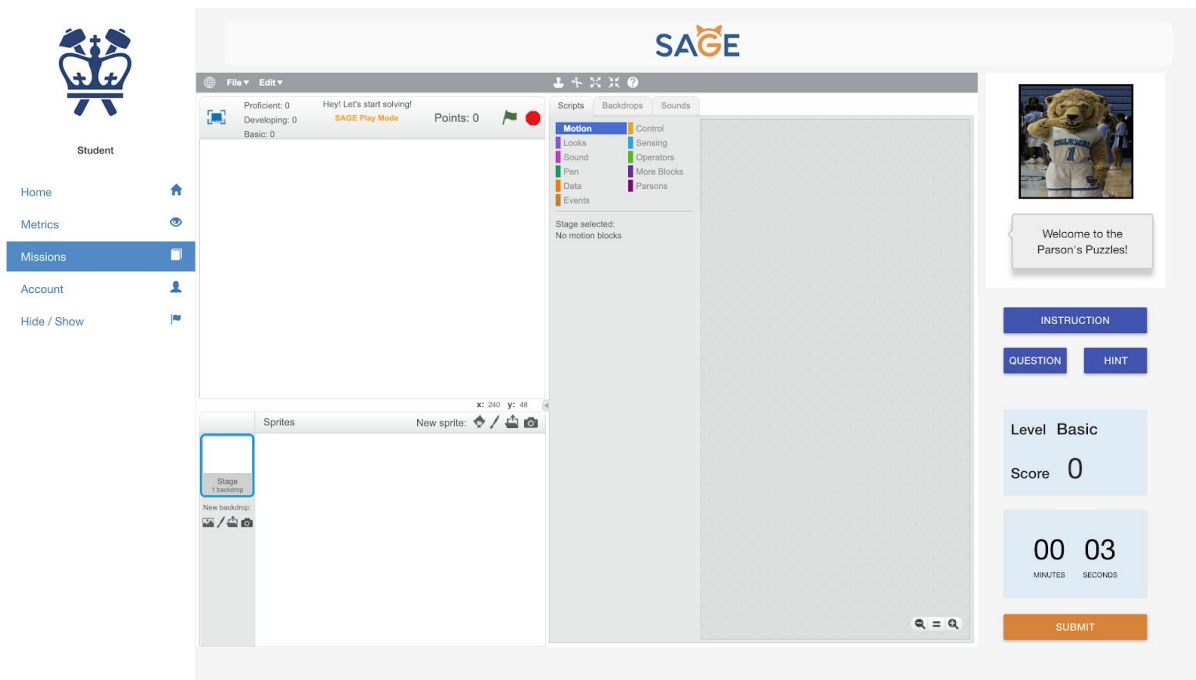 SAGE
File ▾ Edit ▾
Proficient: 0
Developing: 0
Basic: 0
Hey! Let's start solving!
SAGE Play Mode
Points: 0
Student
Home
Metrics
Missions
Account
Hide / Show
x: 240 y: 48
Sprites
New sprite:
Stage
1 backdrop
New backdrop:
Scripts Backdrops Sounds
Motion Control
Looks Sensing
Sound Operators
Pen More Blocks
Data Parsons
Events
Stage selected:
No motion blocks
COLUMBIA
1
Welcome to the
Parson's Puzzles!
INSTRUCTION
QUESTION HINT
Level Basic
Score 0
00 03
MINUTES SECONDS
SUBMIT